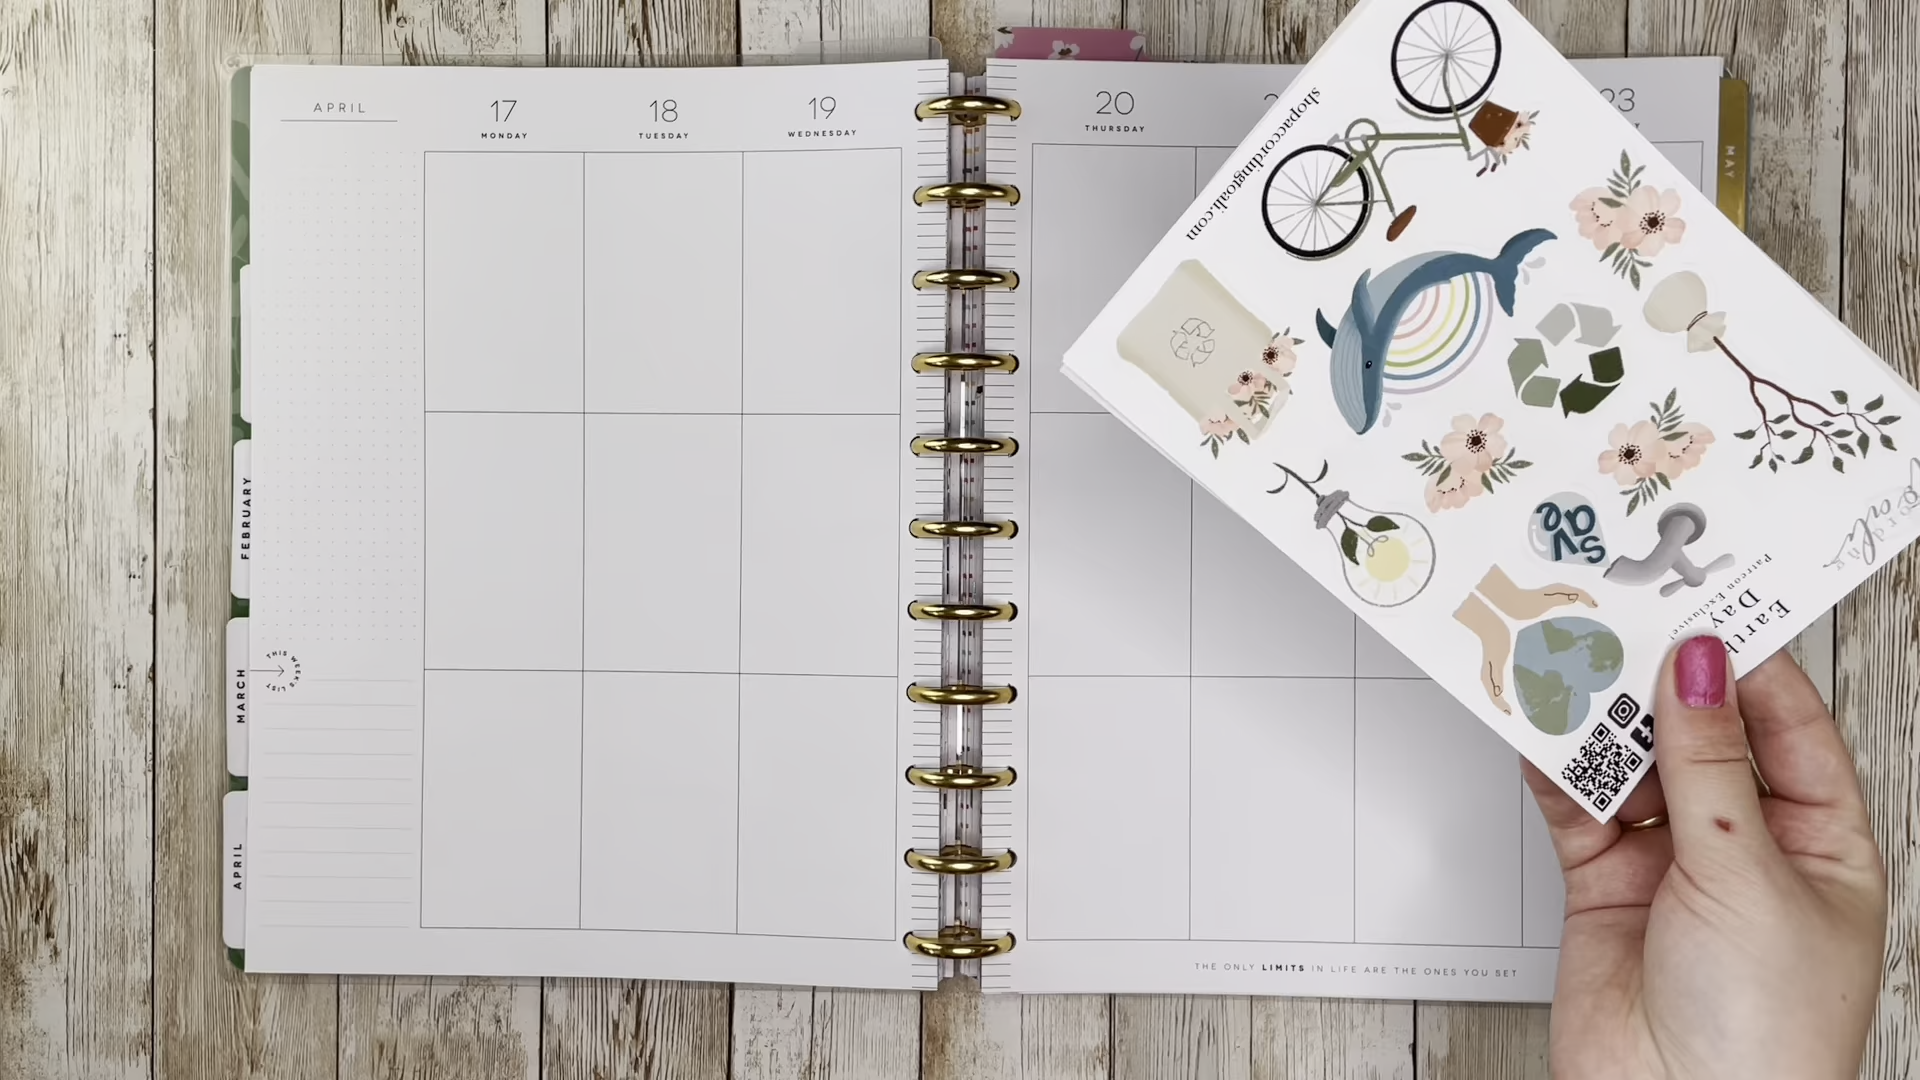 APRIL
17
MONDAY
18
TUESDAY
19
WEDNESDAY
20
THURSDAY
23
MAY
FEBRUARY
MARCH
APRIL
THIS WEEK'S LIST
THE ONLY LIMITS IN LIFE ARE THE ONES YOU SET
shopaccordingtoali.com
Earth
Day
Patreon Exclusive!